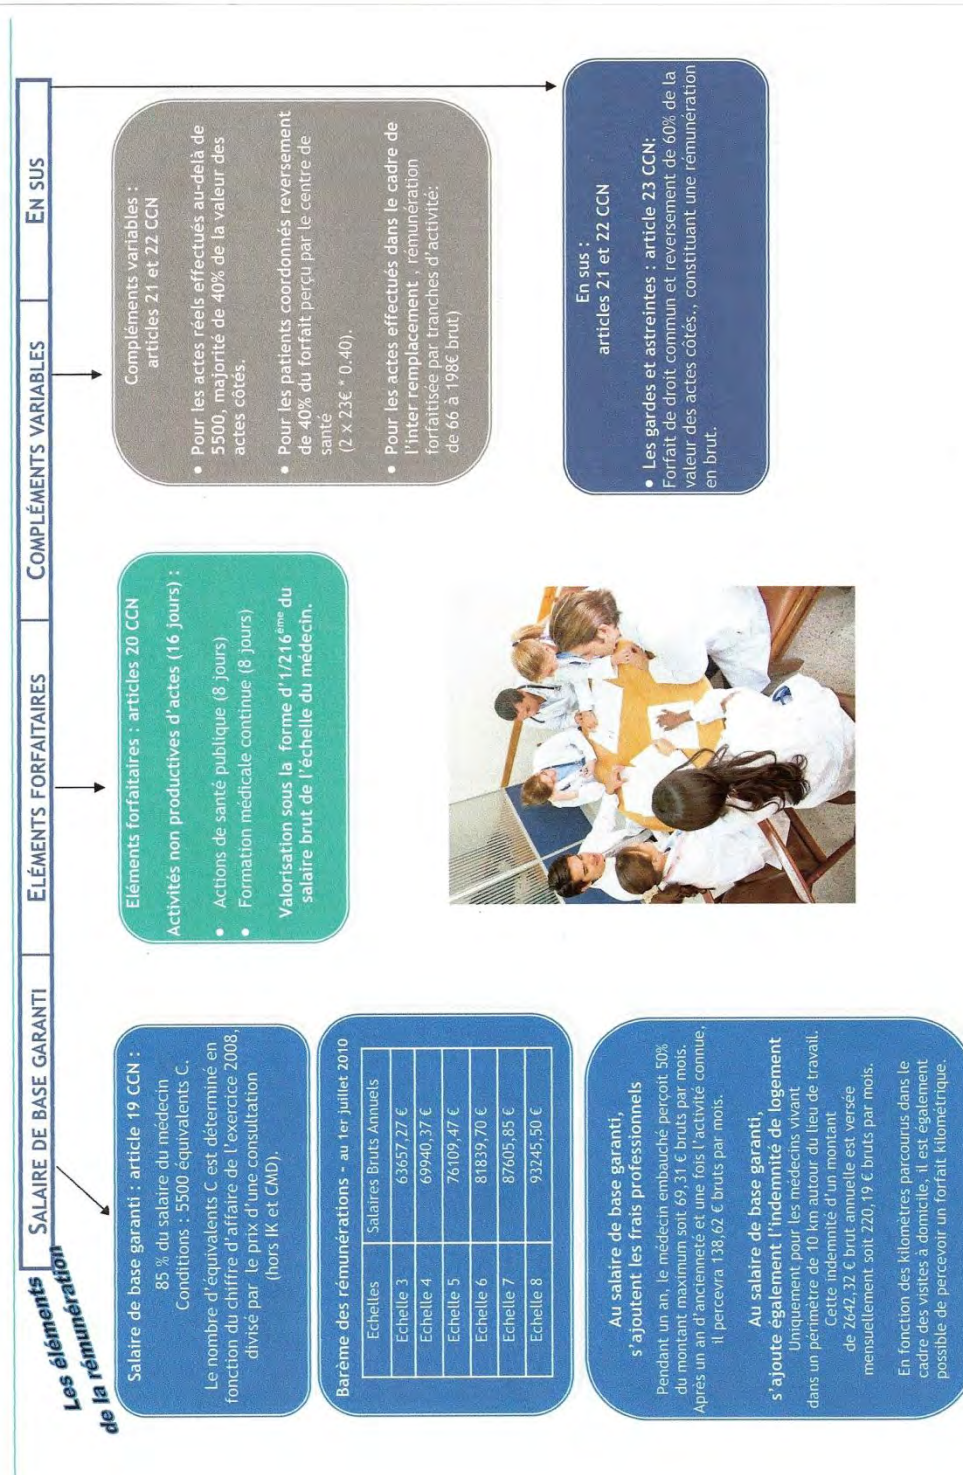 Les éléments
de la rémunération
SALAIRE DE BASE GARANTI
ELÉMENTS FORFAITAIRES
COMPLÉMENTS VARIABLES
EN SUS
Salaire de base garanti : article 19 CCN :
85 % du salaire du médecin
Conditions : 5500 équivalents C.
Le nombre d'équivalents C est déterminé en
fonction du chiffre d'affaire de l'exercice 2008,
divisé par le prix d'une consultation
(hors IK et CMD),
Barème des rémunérations - au 1er juillet 2010
Echelles Salaires Bruts Annuels
Echelle 3 63657,27 €
Echelle 4 69940,37 €
Echelle 5 76109,47 €
Echelle 6 81839,70 €
Echelle 7 87605,85 €
Echelle 8 93245,50 €
Au salaire de base garanti,
s'ajoutent les frais professionnels
Pendant un an, le médecin embauche perçoit 50%
du montant maximum soit 69,31 € bruts par mois.
Après un an d'ancienneté et une fois l'activité connue,
il percevra 138,62 € bruts par mois.
Au salaire de base garanti,
s'ajoute également l'indemnité de logement
Uniquement pour les médecins vivant
dans un périmètre de 10 km autour du lieu de travail.
Cette indemnité d'un montant
de 2642,32 € brut annuelle est versée
mensuellement soit 220,19 € bruts par mois.
En fonction des kilomètres parcourus dans le
cadre des visites à domicile, il est également
possible de percevoir un forfait kilométrique.
Eléments forfaitaires : articles 20 CCN
Activités non productives d'actes (16 jours) :
• Actions de santé publique (8 jours)
• Formation médicale continue (8 jours)
Valorisation sous la forme d'1/216ème du
salaire brut de l'échelle du médecin.
Compléments variables :
articles 21 et 22 CCN
• Pour les actes réels effectués au-delà de
5500, majorité de 40% de la valeur des
actes côtés.
• Pour les patients coordonnés reversement
de 40% du forfait perçu par le centre de
santé
(2 x 23€ * 0.40).
• Pour les actes effectués dans le cadre de
l'inter remplacement , rémunération
forfaitisée par tranches d'activité:
de 66 à 198€ brut)
En sus :
articles 21 et 22 CCN
• Les gardes et astreintes : article 23 CCN:
Forfait de droit commun et reversement de 60% de la
valeur des actes côtés., constituant une rémunération
en brut.